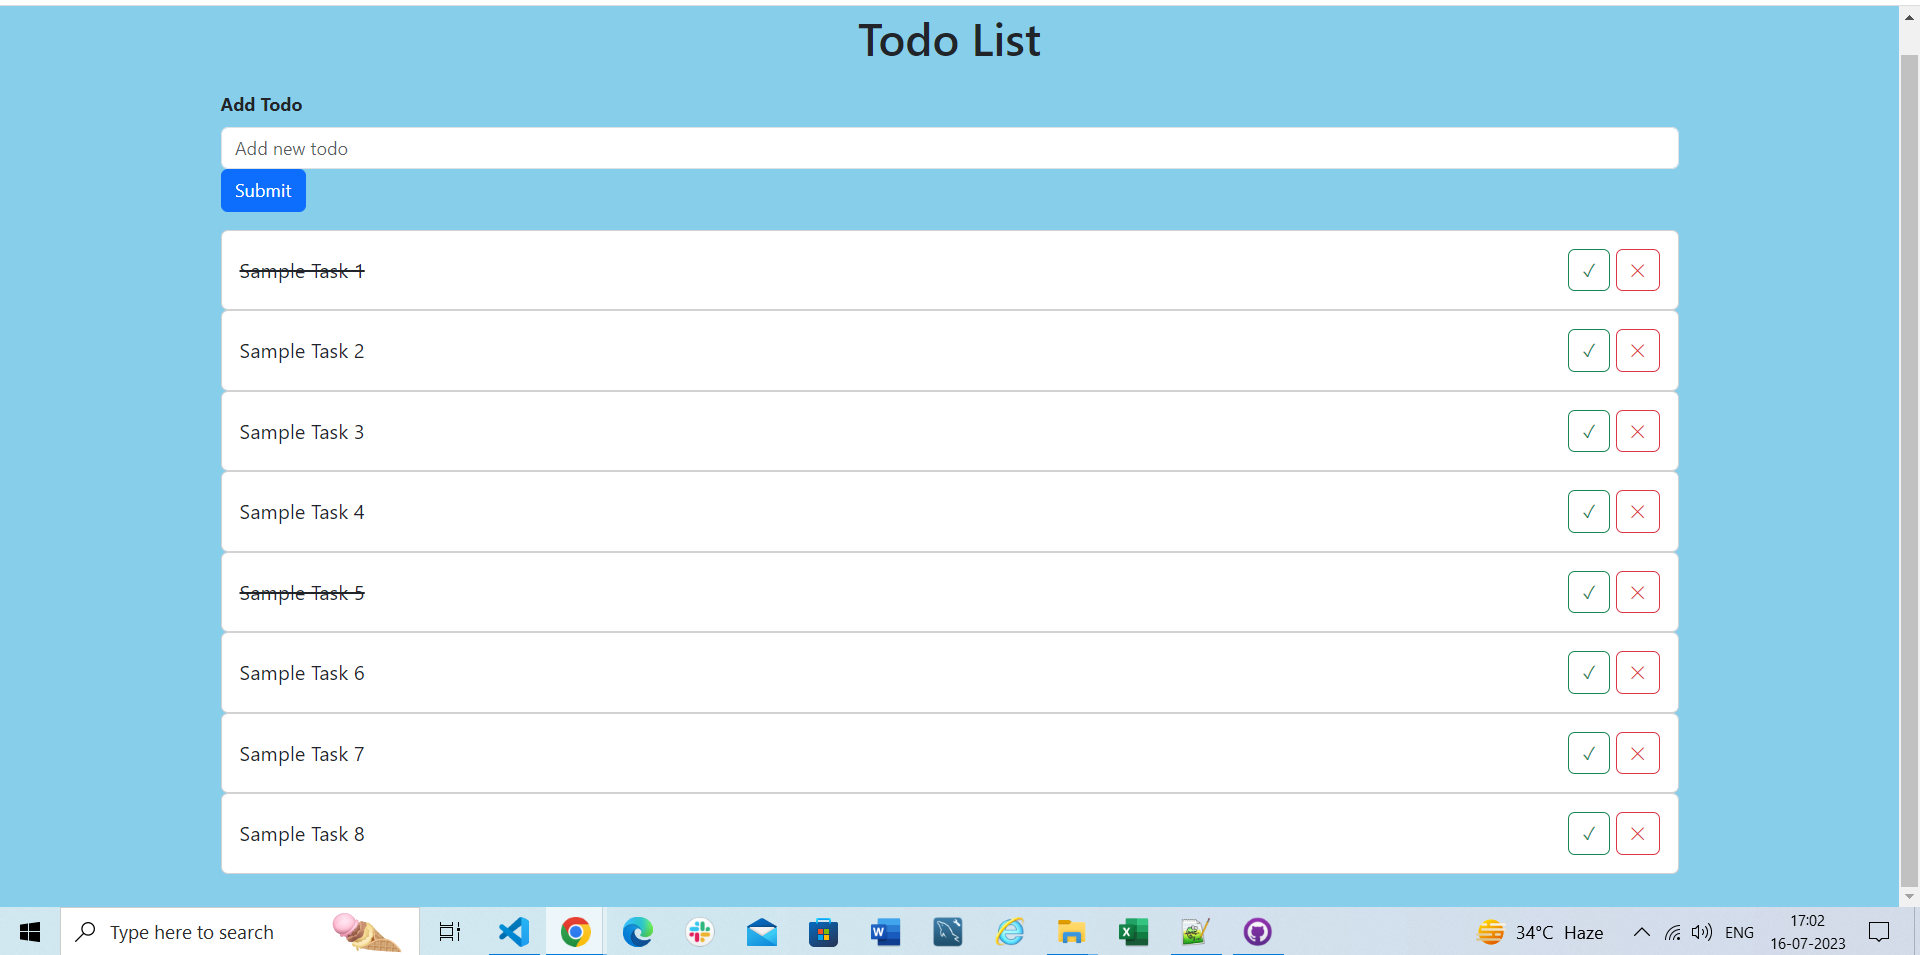 Todo List
Add Todo
Add new todo
Submit
Sample Task 1
✓ ✕
Sample Task 2
✓ ✕
Sample Task 3
✓ ✕
Sample Task 4
✓ ✕
Sample Task 5
✓ ✕
Sample Task 6
✓ ✕
Sample Task 7
✓ ✕
Sample Task 8
✓ ✕
Type here to search
34°C Haze
ENG
17:02
16-07-2023